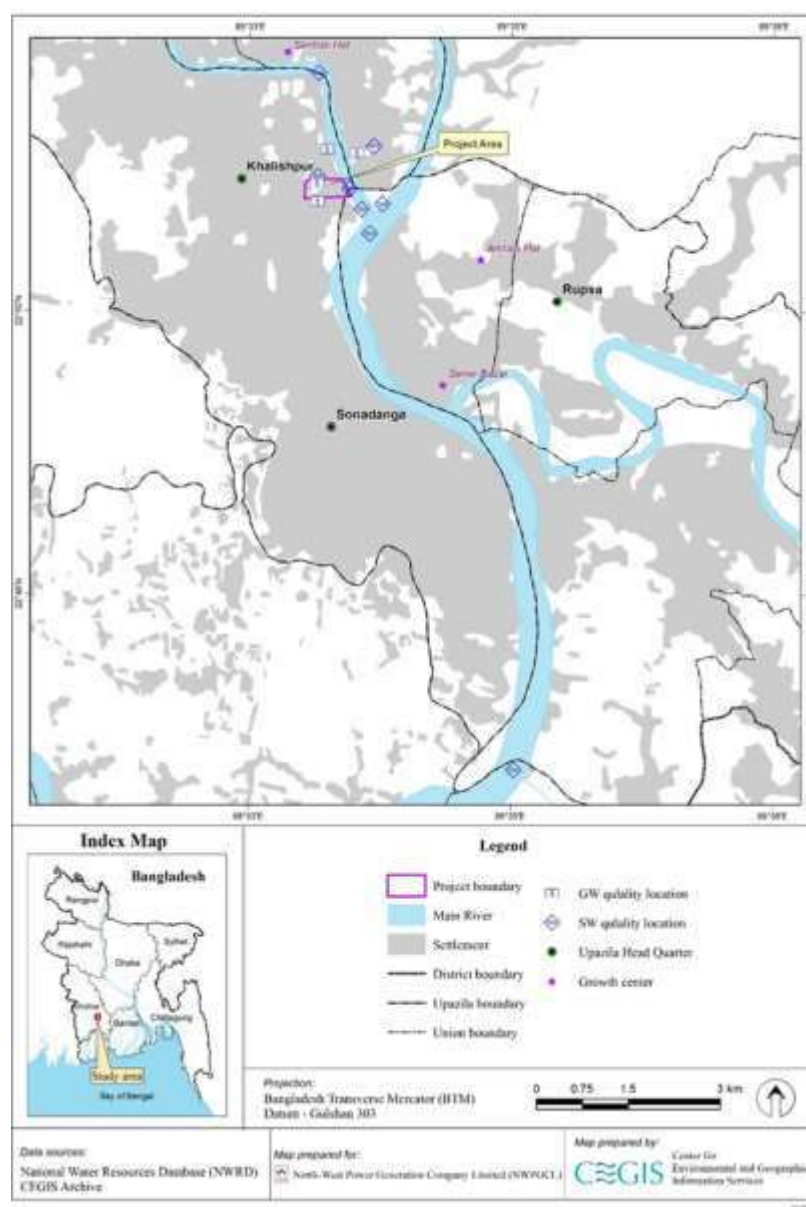 Project Area
Khalishpur
Rupsa
Sonadanga
Index Map
Bangladesh
Rangpur
Rajshahi
Sylhet
Dhaka
Khulna
Barisal
Chittagong
Study area
Bay of Bengal
Legend
Project boundary
Main River
Settlement
District boundary
Upazila boundary
Union boundary
GW qulality location
SW qulality location
Upazila Head Quarter
Growth center
Projection:
Bangladesh Transverse Mercator (BTM)
Datum - Gulshan 303
0 0.75 1.5 3 km
Data sources:
National Water Resources Database (NWRD)
CEGIS Archive
Map prepared for:
North-West Power Generation Company Limited (NWPGCL)
Map prepared by:
CEGIS
Center for
Environmental and Geographic
Information Services